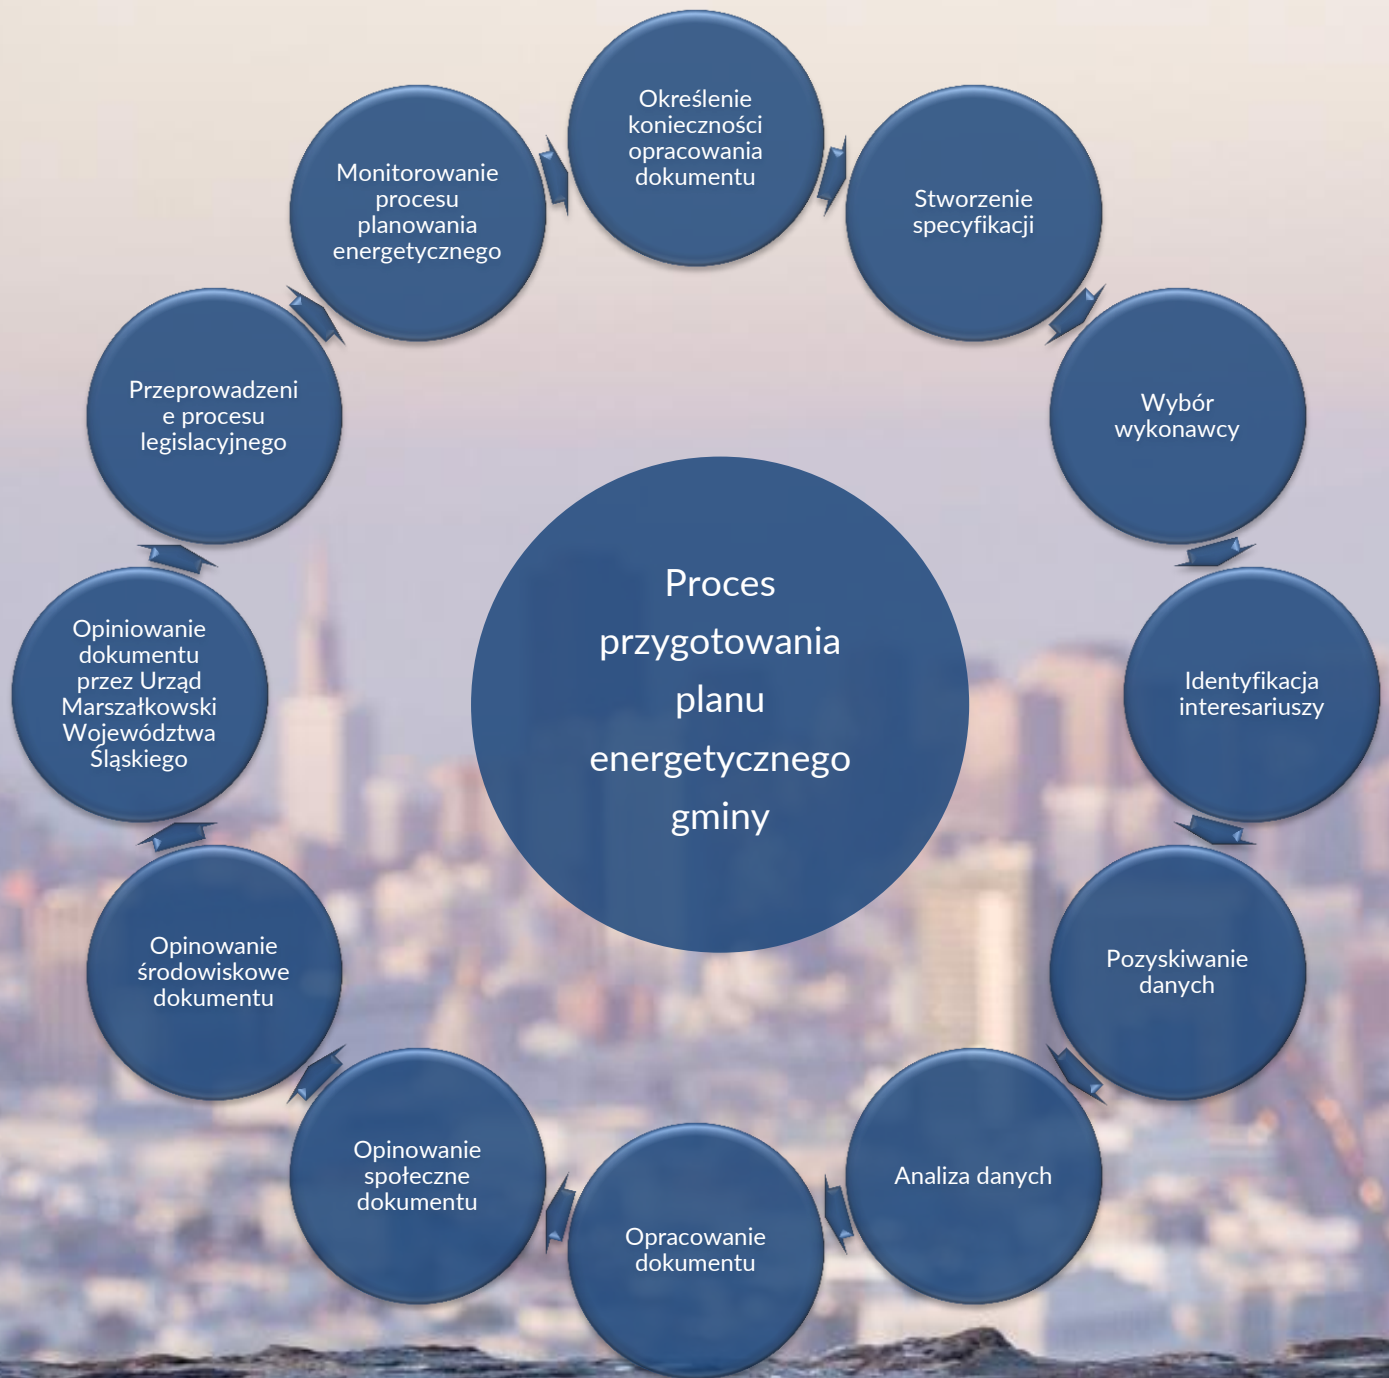 Określenie
konieczności
opracowania
dokumentu
Stworzenie
specyfikacji
Wybór
wykonawcy
Identyfikacja
interesariuszy
Pozyskiwanie
danych
Analiza danych
Opracowanie
dokumentu
Opinowanie
społeczne
dokumentu
Opinowanie
środowiskowe
dokumentu
Opiniowanie
dokumentu
przez Urząd
Marszałkowski
Województwa
Śląskiego
Przeprowadzeni
e procesu
legislacyjnego
Monitorowanie
procesu
planowania
energetycznego
Proces
przygotowania
planu
energetycznego
gminy